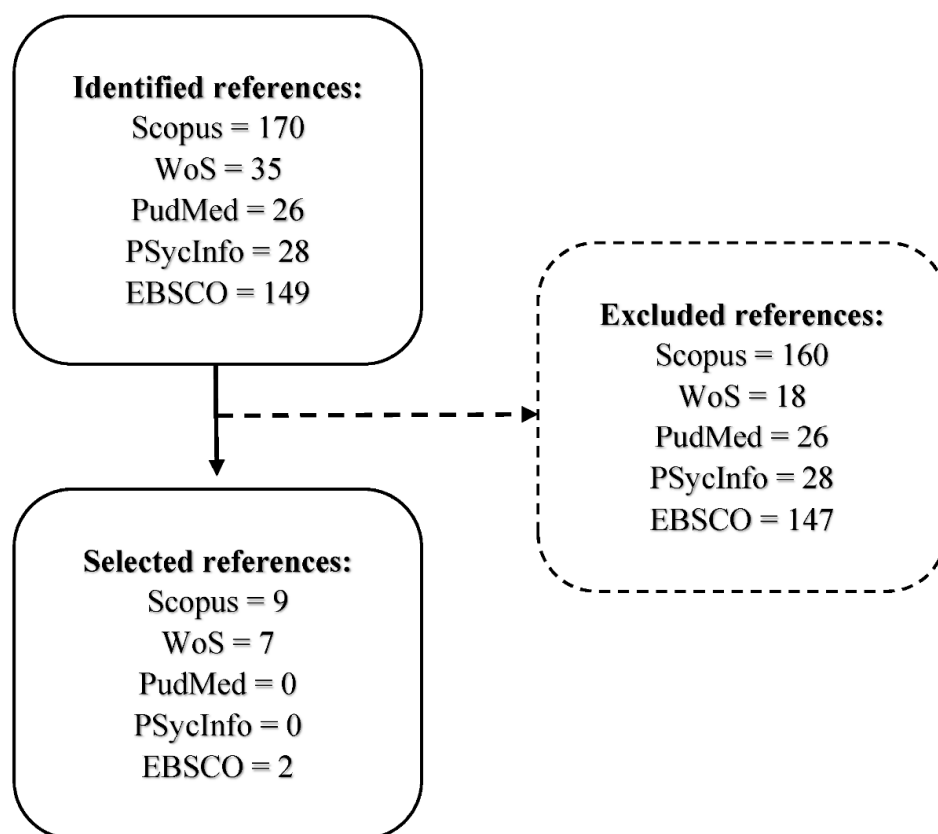 Identified references:
Scopus = 170
WoS = 35
PudMed = 26
PSycInfo = 28
EBSCO = 149
Excluded references:
Scopus = 160
WoS = 18
PudMed = 26
PSycInfo = 28
EBSCO = 147
Selected references:
Scopus = 9
WoS = 7
PudMed = 0
PSycInfo = 0
EBSCO = 2